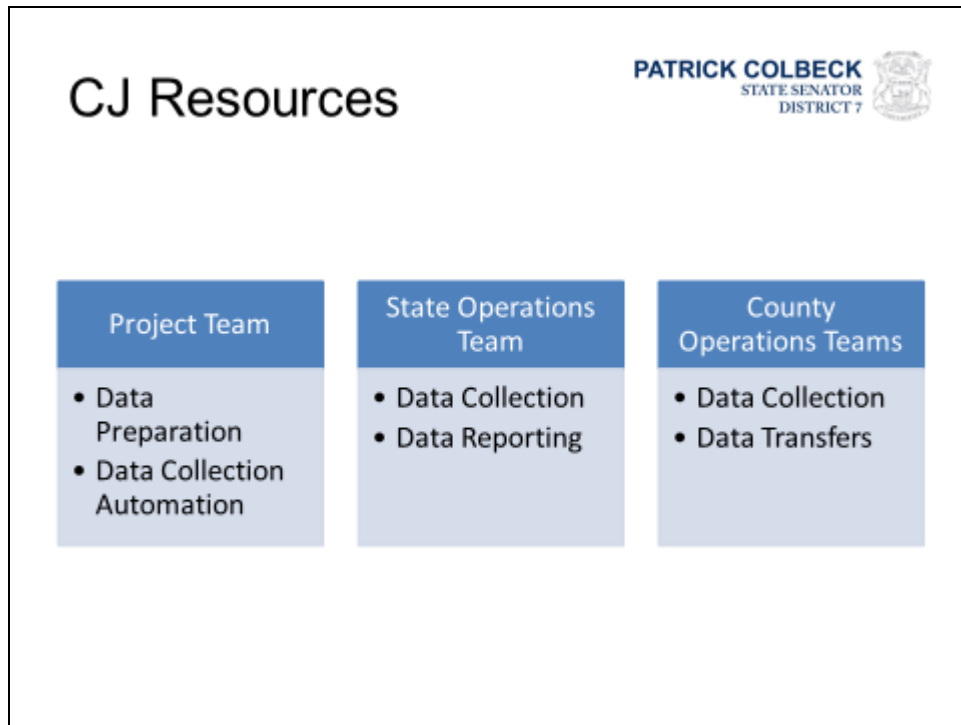 CJ Resources
PATRICK COLBECK
STATE SENATOR
DISTRICT 7
Project Team
• Data
Preparation
• Data Collection
Automation
State Operations
Team
• Data Collection
• Data Reporting
County
Operations Teams
• Data Collection
• Data Transfers